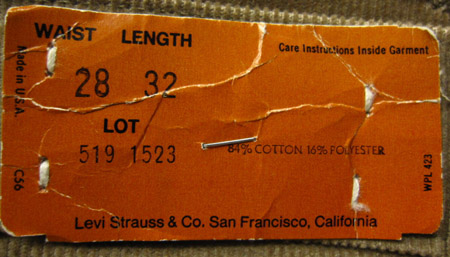 WAIST LENGTH
Care Instructions Inside Garment
Made in U.S.A.
28 32
LOT
519 1523
84% COTTON 16% POLYESTER
C56
WPL 423
Levi Strauss & Co. San Francisco, California